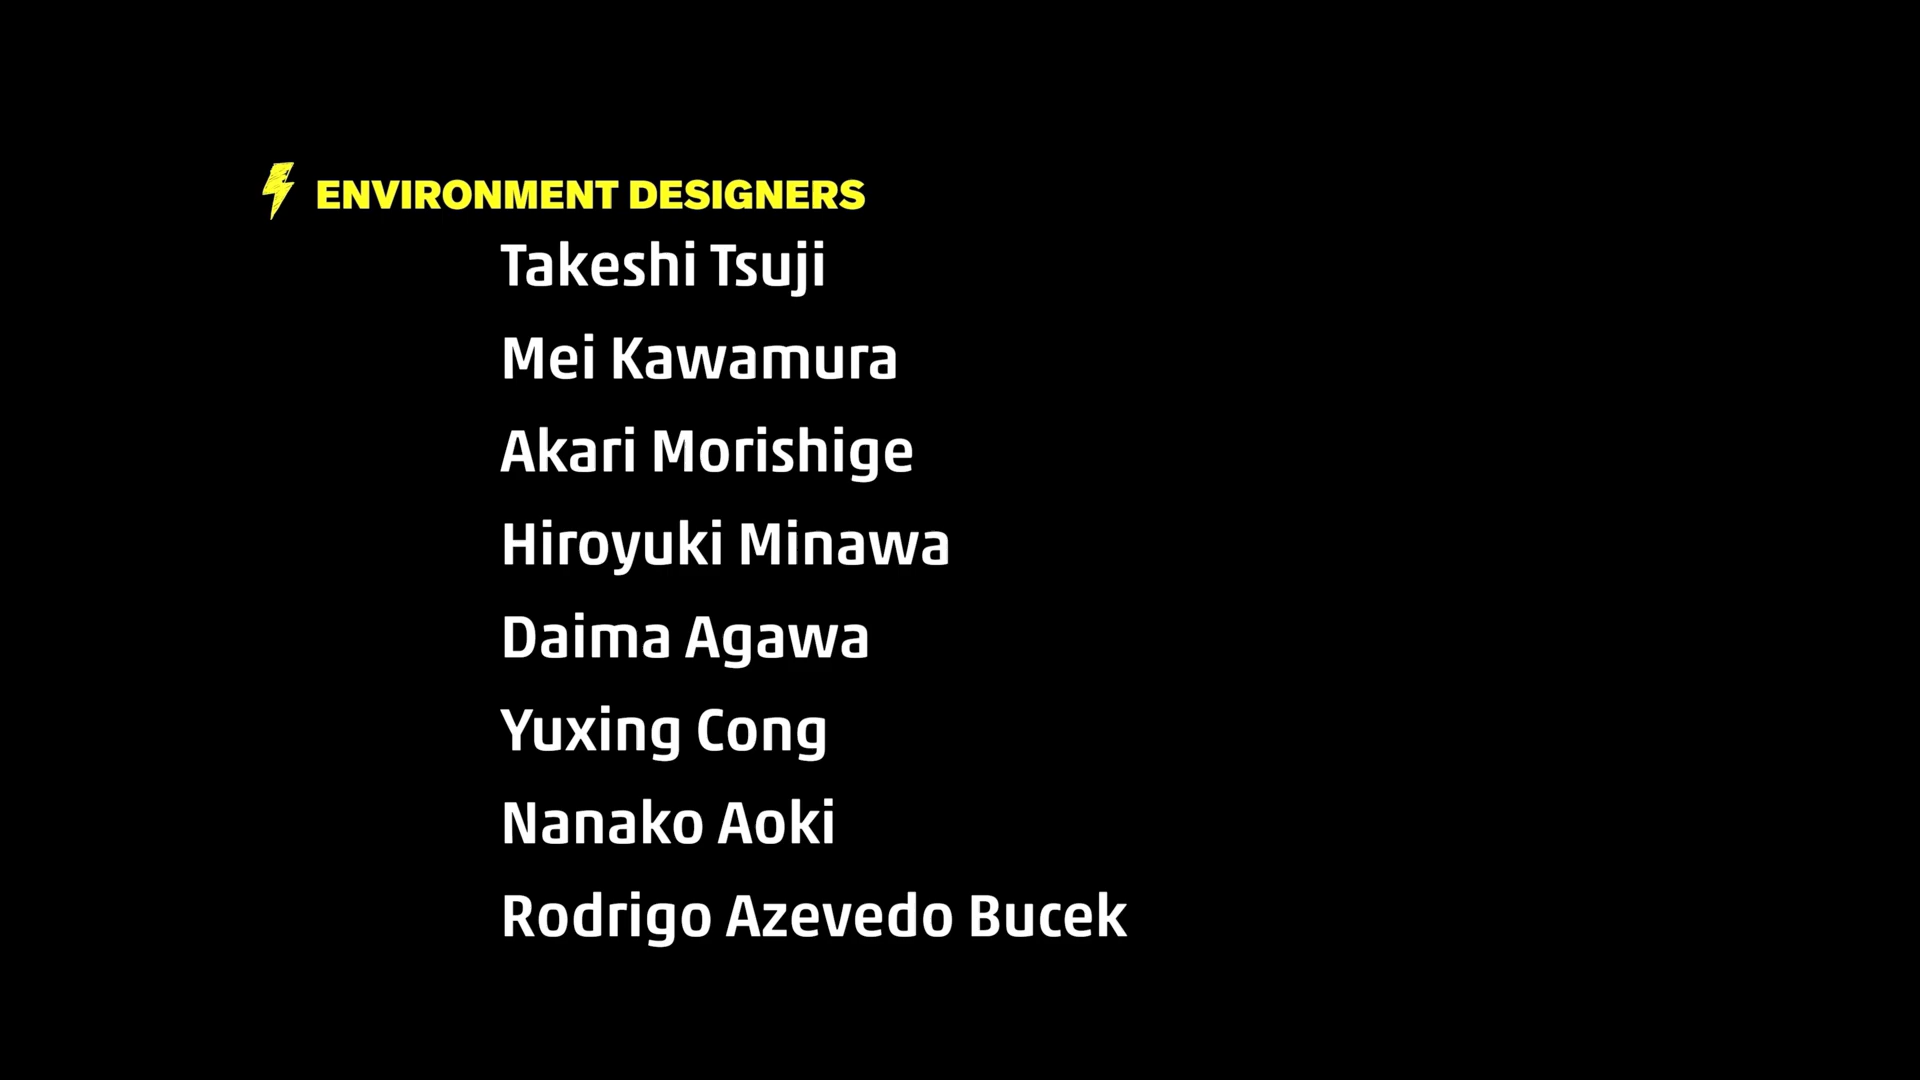 ENVIRONMENT DESIGNERS
Takeshi Tsuji
Mei Kawamura
Akari Morishige
Hiroyuki Minawa
Daima Agawa
Yuxing Cong
Nanako Aoki
Rodrigo Azevedo Bucek